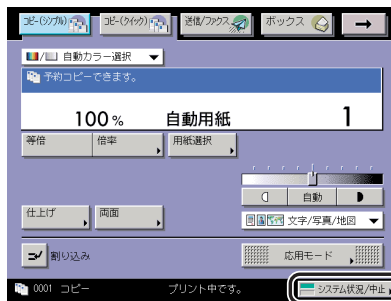 コピー(シンプル) コピー(クイック) 送信/ファクス ボックス
自動カラー選択
予約コピーできます。
100 % 自動用紙 1
等倍 倍率 用紙選択
自動
仕上げ 両面 文字/写真/地図
割り込み 応用モード
0001 コピー プリント中です。 システム状況/中止